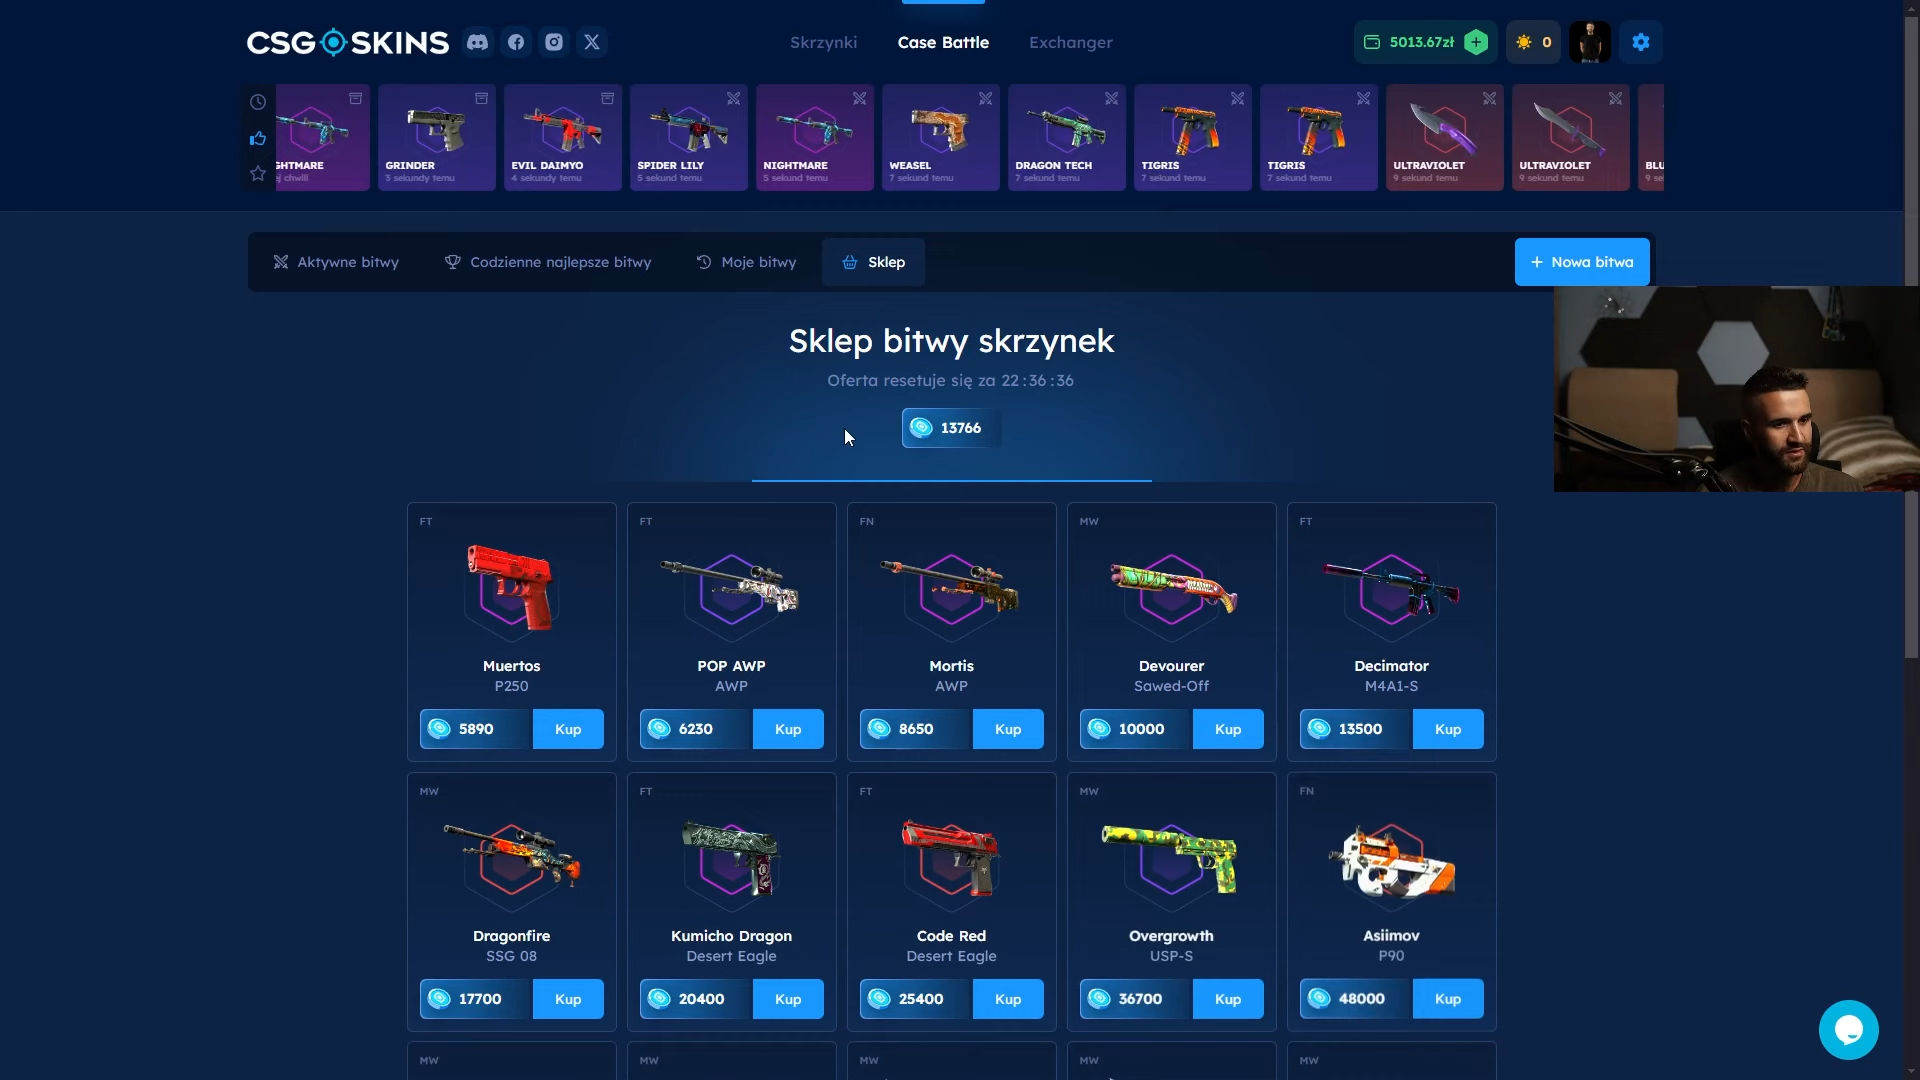 CSG SKINS
Skrzynki
Case Battle
Exchanger
5013.67zł
0
GHTMARE
ej chwili
GRINDER
3 sekundy temu
EVIL DAIMYO
4 sekundy temu
SPIDER LILY
5 sekund temu
NIGHTMARE
5 sekund temu
WEASEL
7 sekund temu
DRAGON TECH
7 sekund temu
TIGRIS
7 sekund temu
TIGRIS
7 sekund temu
ULTRAVIOLET
9 sekund temu
ULTRAVIOLET
9 sekund temu
BLU
9 se
Aktywne bitwy
Codzienne najlepsze bitwy
Moje bitwy
Sklep
+ Nowa bitwa
Sklep bitwy skrzynek
Oferta resetuje się za 22:36:36
13766
FT
Muertos
P250
5890
Kup
FT
POP AWP
AWP
6230
Kup
FN
Mortis
AWP
8650
Kup
MW
Devourer
Sawed-Off
10000
Kup
FT
Decimator
M4A1-S
13500
Kup
MW
Dragonfire
SSG 08
17700
Kup
FT
Kumicho Dragon
Desert Eagle
20400
Kup
FT
Code Red
Desert Eagle
25400
Kup
MW
Overgrowth
USP-S
36700
Kup
FN
Asiimov
P90
48000
Kup
MW
MW
MW
MW
MW